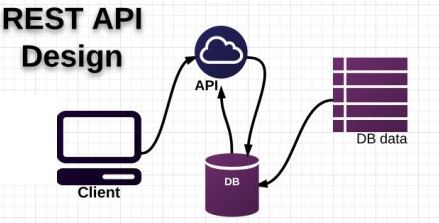 REST API
Design
API
DB data
DB
Client